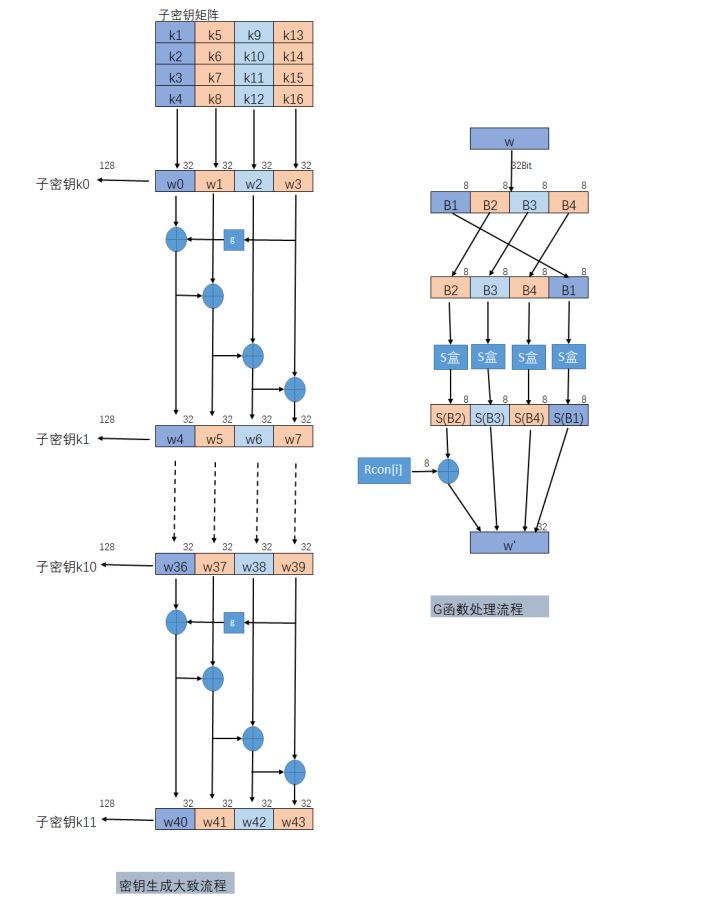 子密钥矩阵
k1 k5 k9 k13
k2 k6 k10 k14
k3 k7 k11 k15
k4 k8 k12 k16
128 32 32 32 32
子密钥k0 w0 w1 w2 w3
g
128 32 32 32 32
子密钥k1 w4 w5 w6 w7
128 32 32 32 32
子密钥k10 w36 w37 w38 w39
g
128 32 32 32 32
子密钥k11 w40 w41 w42 w43
密钥生成大致流程
w
32Bit
8 8 8 8
B1 B2 B3 B4
8 8 8 8
B2 B3 B4 B1
S盒 S盒 S盒 S盒
8 8 8 8
S(B2) S(B3) S(B4) S(B1)
Rcon[i] 8
32
w'
G函数处理流程